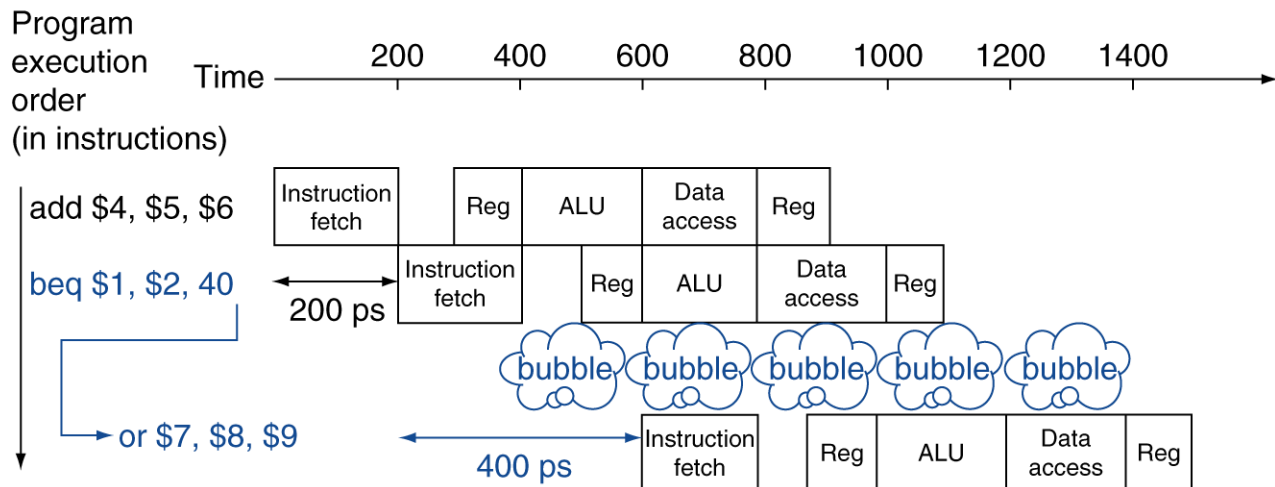 Program
execution
order
(in instructions)
Time
200 400 600 800 1000 1200 1400
add $4, $5, $6
Instruction
fetch
Reg
ALU
Data
access
Reg
beq $1, $2, 40
200 ps
Instruction
fetch
Reg
ALU
Data
access
Reg
bubble bubble bubble bubble bubble
or $7, $8, $9
400 ps
Instruction
fetch
Reg
ALU
Data
access
Reg